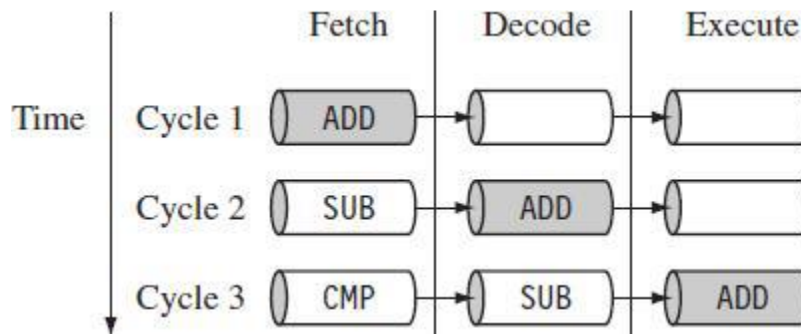 Fetch Decode Execute
Time Cycle 1 ADD
Cycle 2 SUB ADD
Cycle 3 CMP SUB ADD